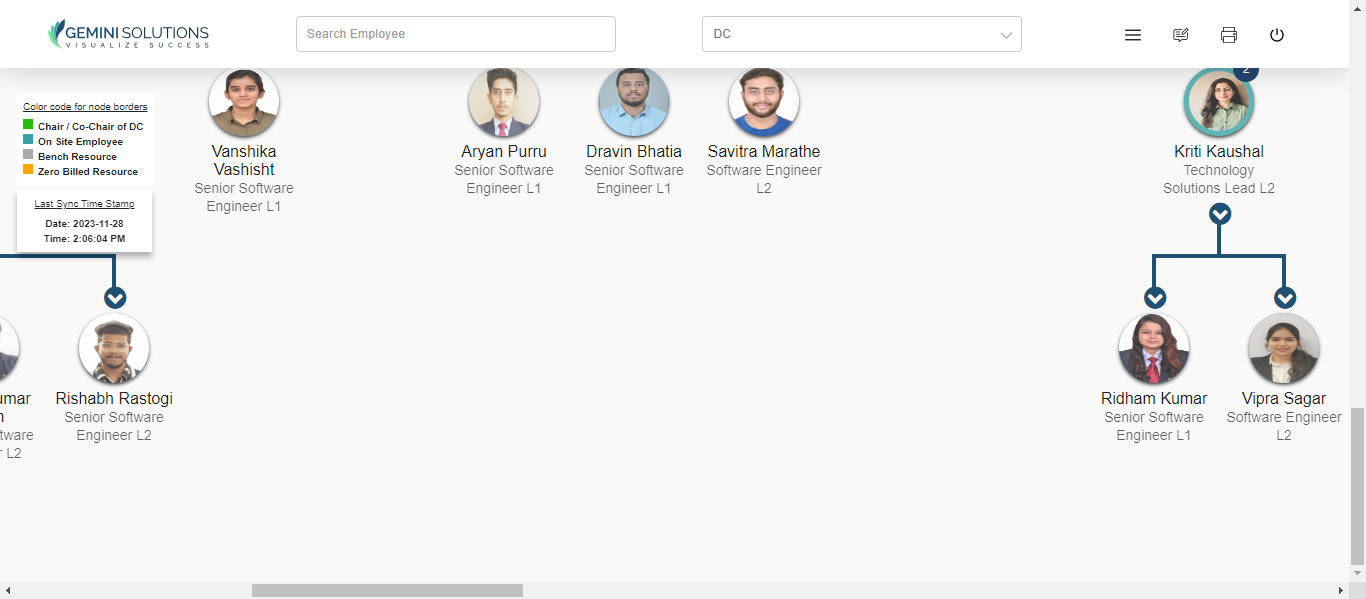 GEMINI SOLUTIONS
VISUALIZE SUCCESS
Search Employee
DC
Color code for node borders
Chair / Co-Chair of DC
On Site Employee
Bench Resource
Zero Billed Resource
Last Sync Time Stamp
Date: 2023-11-28
Time: 2:06:04 PM
Vanshika
Vashisht
Senior Software
Engineer L1
Aryan Purru
Senior Software
Engineer L1
Dravin Bhatia
Senior Software
Engineer L1
Savitra Marathe
Software Engineer
L2
2
Kriti Kaushal
Technology
Solutions Lead L2
umar
n
tware
r L2
Rishabh Rastogi
Senior Software
Engineer L2
Ridham Kumar
Senior Software
Engineer L1
Vipra Sagar
Software Engineer
L2